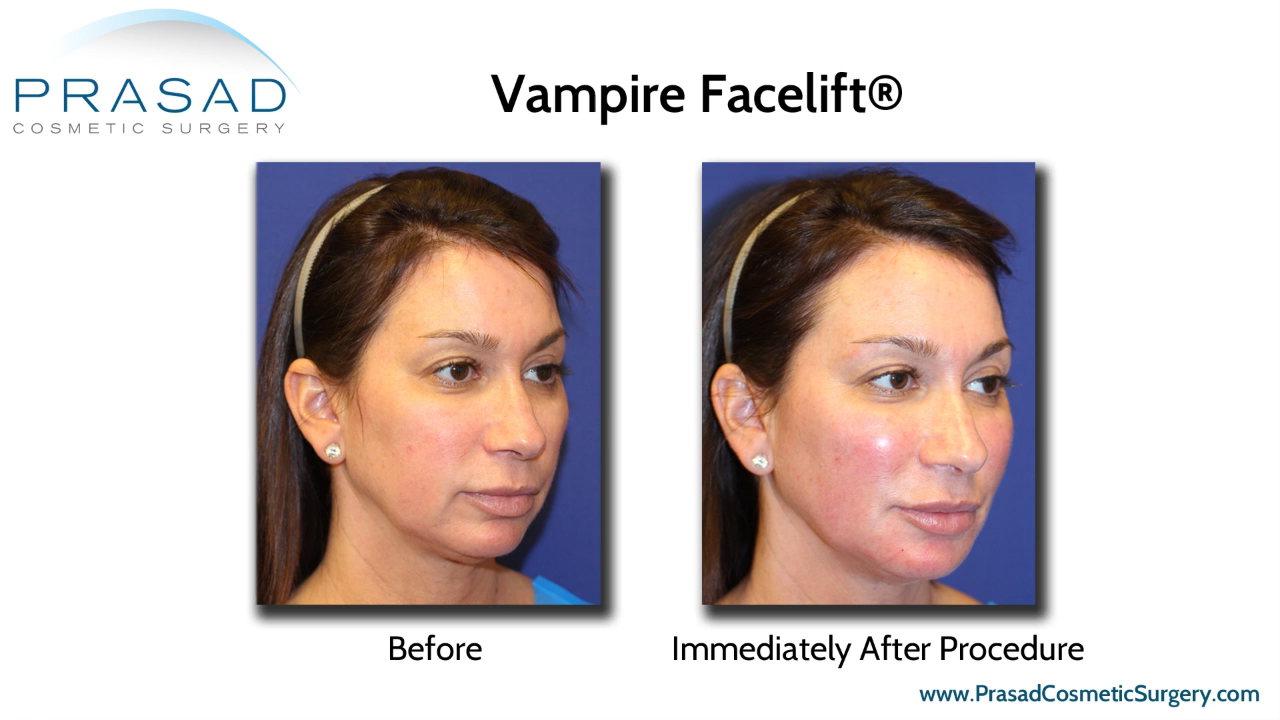 PRASAD
COSMETIC SURGERY
Vampire Facelift®
Before
Immediately After Procedure
www.PrasadCosmeticSurgery.com